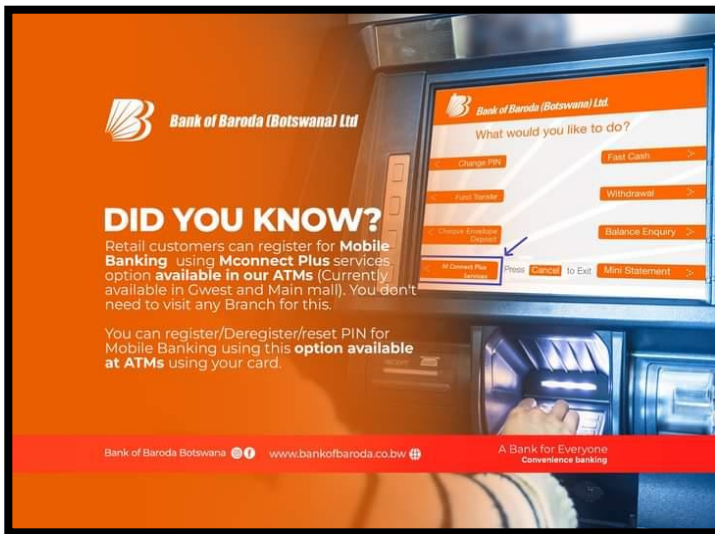 Bank of Baroda (Botswana) Ltd
DID YOU KNOW?
Retail customers can register for Mobile
Banking using Mconnect Plus services
option available in our ATMs (Currently
available in Gwest and Main mall). You don't
need to visit any Branch for this.
You can register/Deregister/reset PIN for
Mobile Banking using this option available
at ATMs using your card.
Bank of Baroda (Botswana) Ltd.
What would you like to do?
< Change PIN
Fast Cash >
< Fund Transfer
Withdrawal >
< Cheque Envelope
Deposit
Balance Enquiry >
< M Connect Plus
Services
Press Cancel to Exit
Mini Statement >
Bank of Baroda Botswana
www.bankofbaroda.co.bw
A Bank for Everyone
Convenience banking